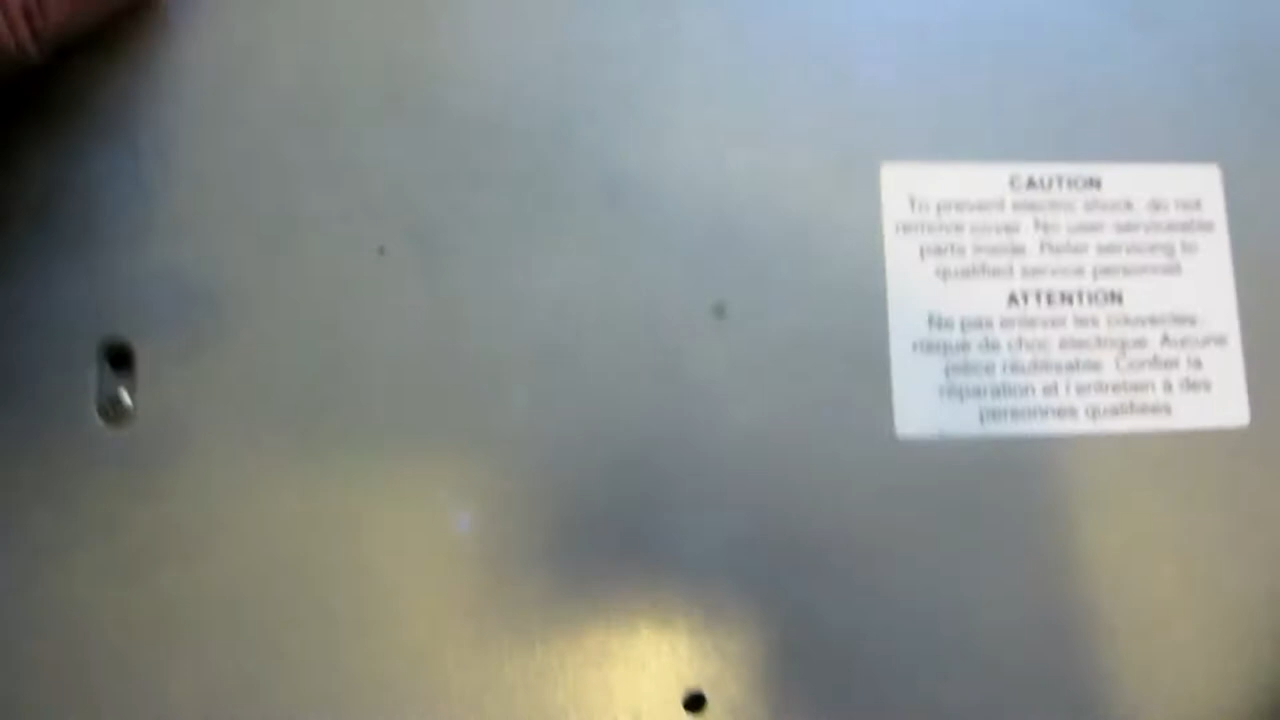 CAUTION
To prevent electric shock, do not
remove cover. No user serviceable
parts inside. Refer servicing to
qualified service personnel.
ATTENTION
Ne pas enlever les couvercles,
risque de choc électrique. Aucune
pièce réutilisable. Confier la
réparation et l'entretien à des
personnes qualifiées